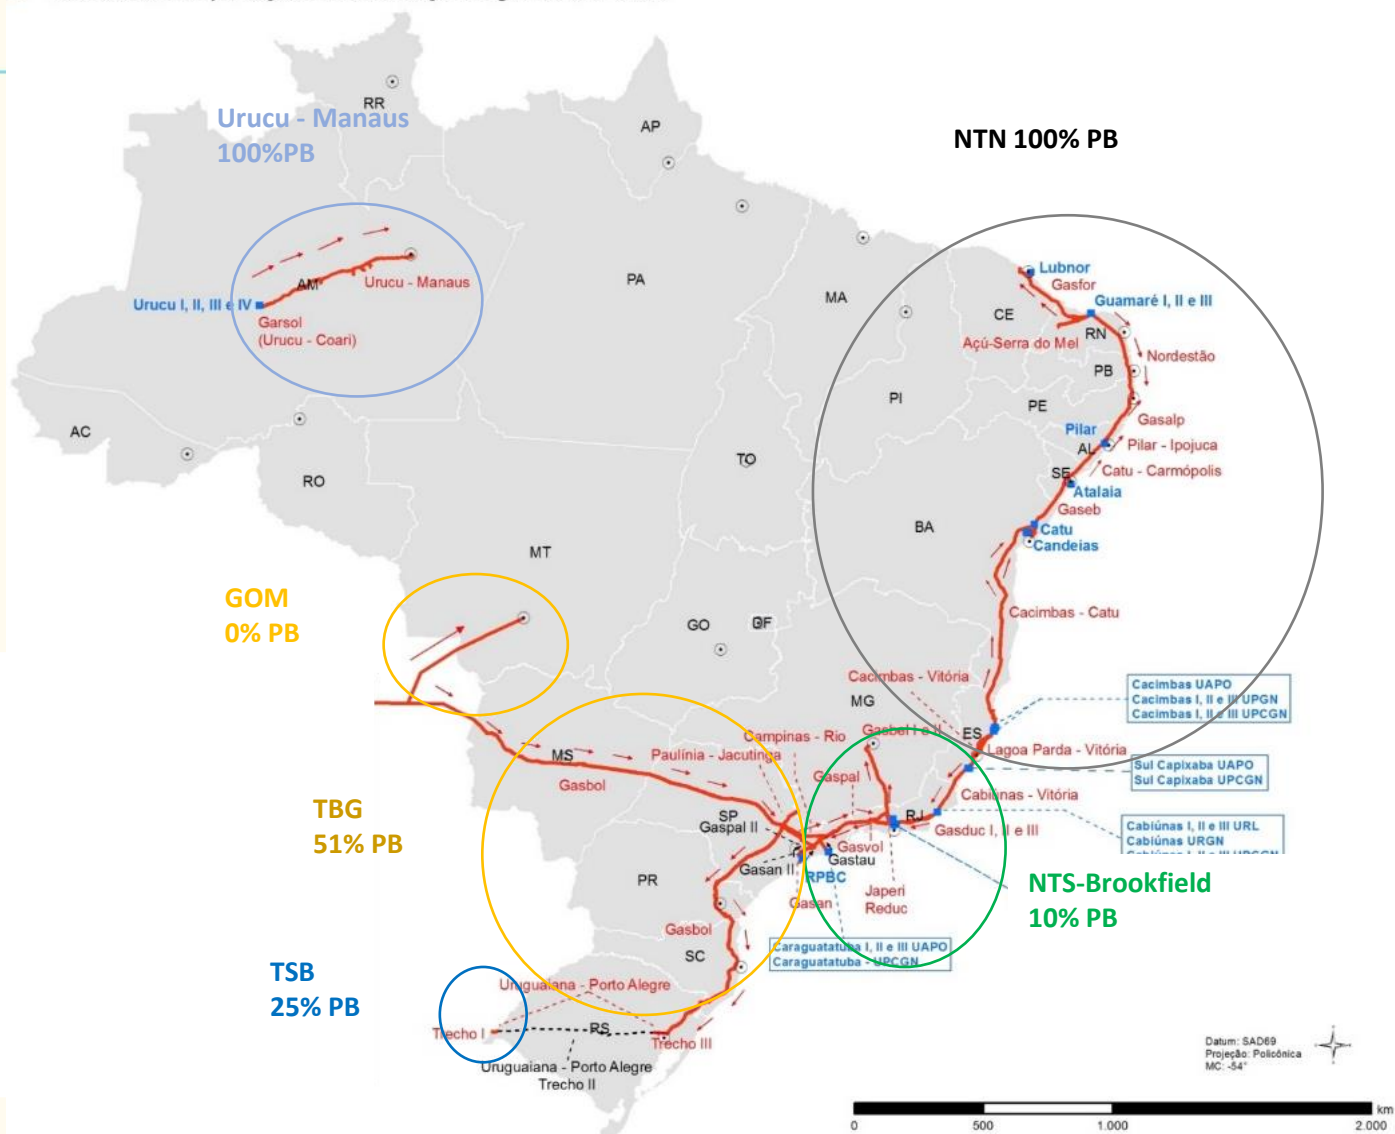 RR
AP
Urucu - Manaus
100%PB
NTN 100% PB
AM
Urucu - Manaus
Urucu I, II, III e IV
Garsol
(Urucu - Coari)
PA
MA
CE
PI
Lubnor
Gasfor
Guamaré I, II e III
RN
Açú-Serra do Mel
Nordestão
PB
PE
Gasalp
Pilar
AL
Pilar - Ipojuca
SE
Catu - Carmópolis
Atalaia
Gaseb
Catu
Candeias
AC
RO
TO
BA
MT
GOM
0% PB
GO
DF
Cacimbas - Catu
Cacimbas - Vitória
MG
Cacimbas UAPO
Cacimbas I, II e III UPGN
Cacimbas I, II e III UPCGN
ES
Lagoa Parda - Vitória
Sul Capixaba UAPO
Sul Capixaba UPCGN
Campinas - Rio
Gasbel I e II
Paulínia - Jacutinga
MS
Gasbol
Gaspal
Cabiúnas - Vitória
TBG
51% PB
SP
Gaspal II
RJ
Gasduc I, II e III
Cabiúnas I, II e III URL
Cabiúnas URGN
Cabiúnas I, II e III UPCGN
Gasvol
Gastau
Gasan II
RPBC
Gasan
Japeri
Reduc
NTS-Brookfield
10% PB
PR
Gasbol
Caraguatatuba I, II e III UAPO
Caraguatatuba - UPCGN
SC
TSB
25% PB
Uruguaiana - Porto Alegre
Trecho I
RS
Trecho III
Uruguaiana - Porto Alegre
Trecho II
Datum: SAD69
Projeção: Policônica
MC: -54°
km
0
500
1.000
2.000